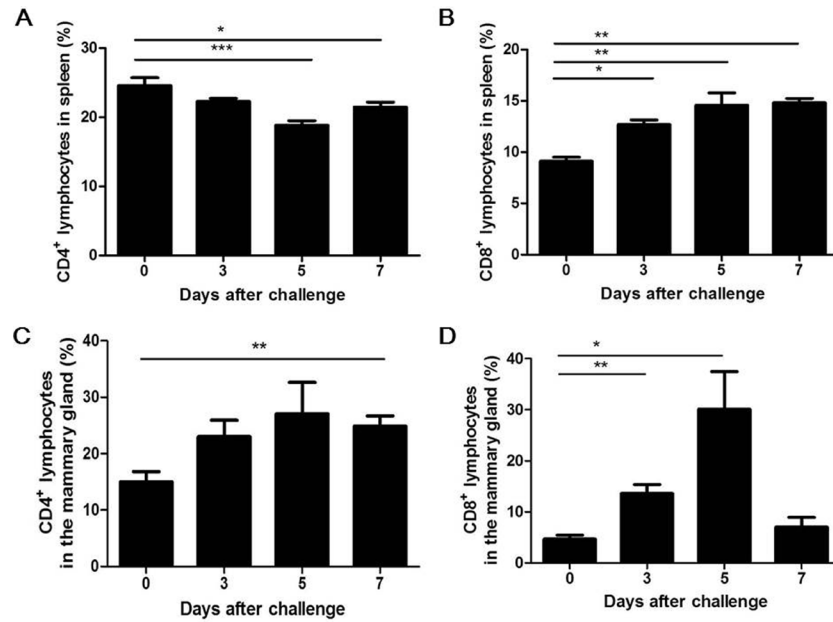 A
CD4+ lymphocytes in spleen (%)
30
20
10
0
*
***
0 3 5 7
Days after challenge
B
CD8+ lymphocytes in spleen (%)
20
15
10
5
0
**
**
*
0 3 5 7
Days after challenge
C
CD4+ lymphocytes
in the mammary gland (%)
40
30
20
10
0
**
0 3 5 7
Days after challenge
D
CD8+ lymphocytes
in the mammary gland (%)
40
30
20
10
0
*
**
0 3 5 7
Days after challenge